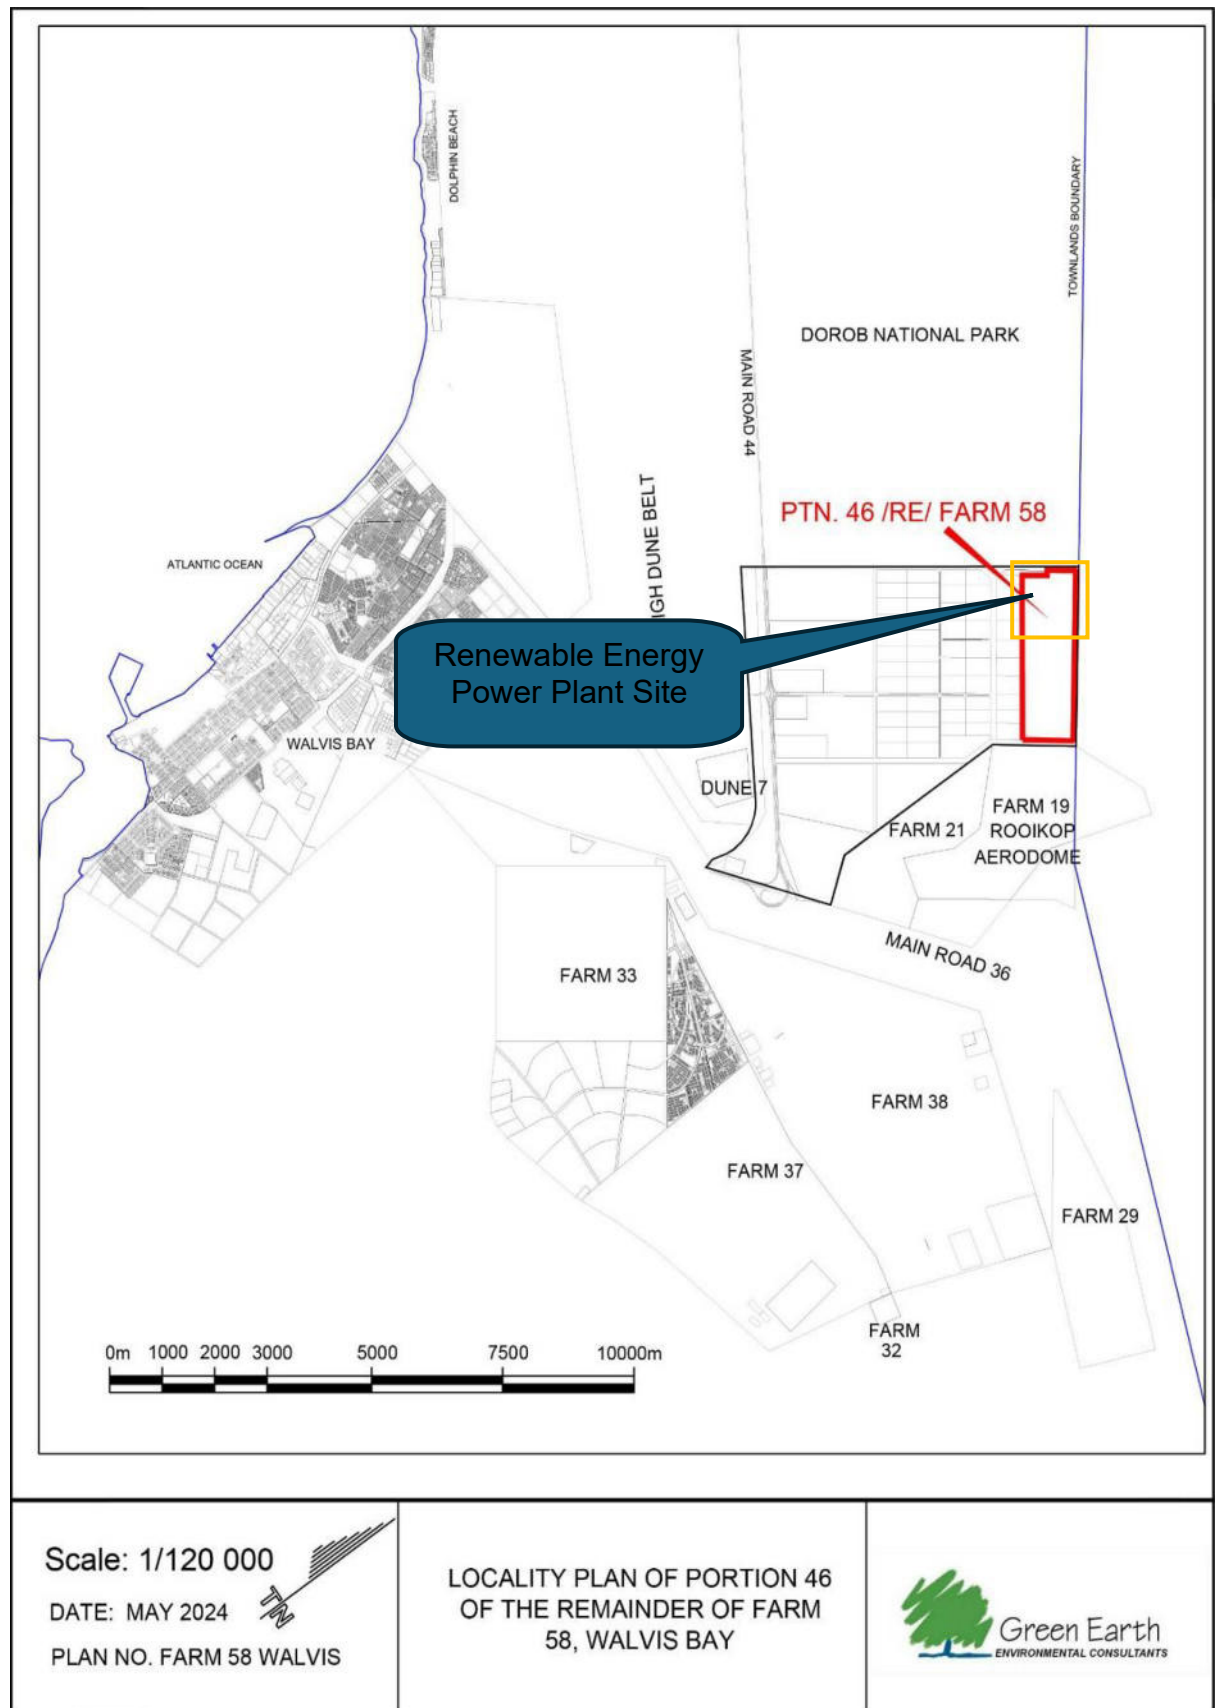 DOLPHIN BEACH
TOWNLANDS BOUNDARY
DOROB NATIONAL PARK
MAIN ROAD 44
IGH DUNE BELT
PTN. 46 /RE/ FARM 58
ATLANTIC OCEAN
Renewable Energy
Power Plant Site
WALVIS BAY
DUNE 7
FARM 21
FARM 19
ROOIKOP
AERODOME
MAIN ROAD 36
FARM 33
FARM 38
FARM 37
FARM 29
FARM
32
0m 1000 2000 3000 5000 7500 10000m
Scale: 1/120 000
DATE: MAY 2024
PLAN NO. FARM 58 WALVIS
TN
LOCALITY PLAN OF PORTION 46
OF THE REMAINDER OF FARM
58, WALVIS BAY
Green Earth
ENVIRONMENTAL CONSULTANTS